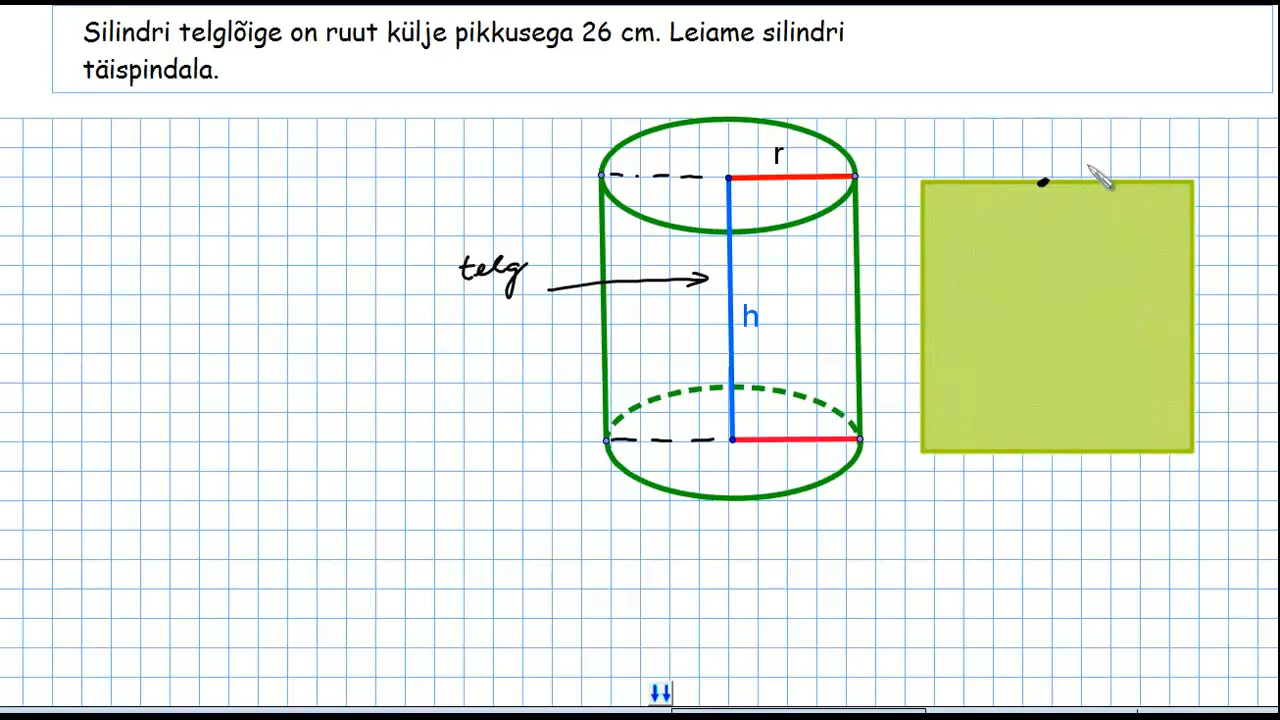 Silindri telglõige on ruut külje pikkusega 26 cm. Leiame silindri
täispindala.
r
telg
h